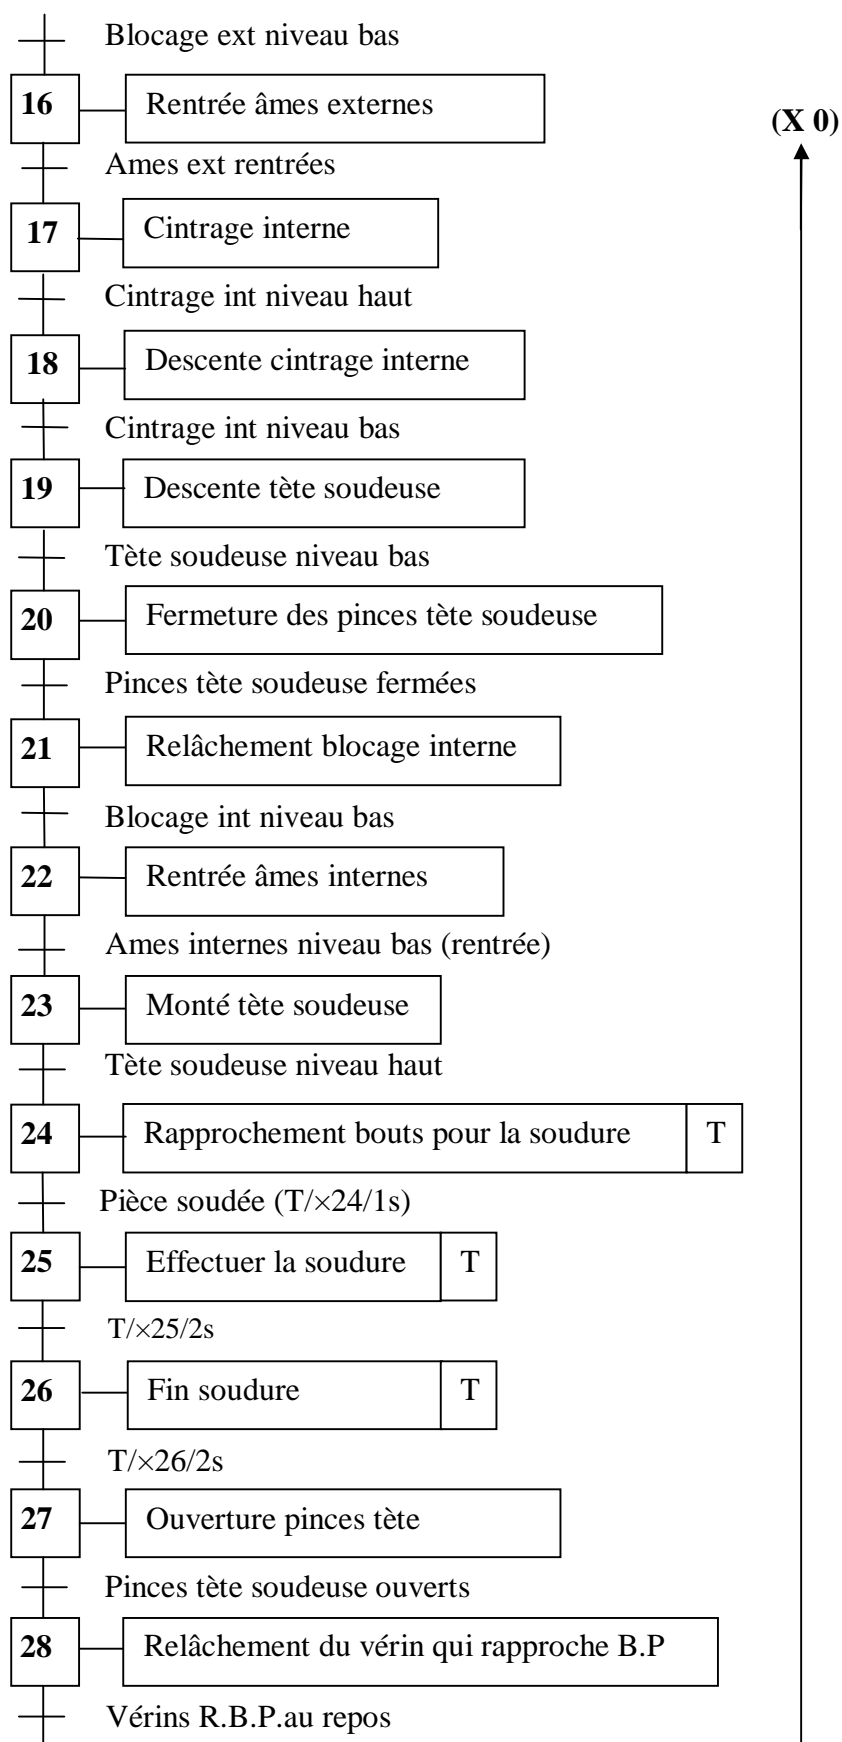 Blocage ext niveau bas
16 Rentrée âmes externes
(X 0)
Ames ext rentrées
17 Cintrage interne
Cintrage int niveau haut
18 Descente cintrage interne
Cintrage int niveau bas
19 Descente tète soudeuse
Tète soudeuse niveau bas
20 Fermeture des pinces tète soudeuse
Pinces tète soudeuse fermées
21 Relâchement blocage interne
Blocage int niveau bas
22 Rentrée âmes internes
Ames internes niveau bas (rentrée)
23 Monté tète soudeuse
Tète soudeuse niveau haut
24 Rapprochement bouts pour la soudure T
Pièce soudée (T/×24/1s)
25 Effectuer la soudure T
T/×25/2s
26 Fin soudure T
T/×26/2s
27 Ouverture pinces tète
Pinces tète soudeuse ouverts
28 Relâchement du vérin qui rapproche B.P
Vérins R.B.P.au repos